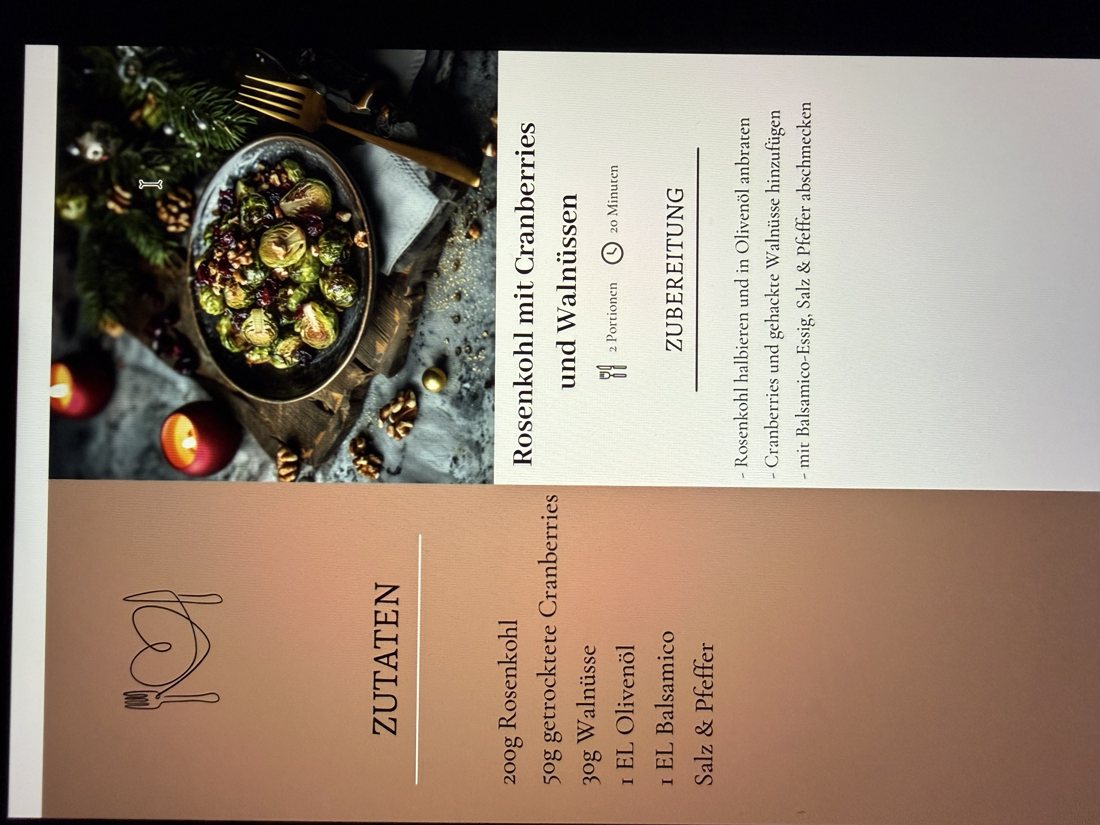 ZUTATEN
200g Rosenkohl
50g getrocktete Cranberries
30g Walnüsse
1 EL Olivenöl
1 EL Balsamico
Salz & Pfeffer
Rosenkohl mit Cranberries
und Walnüssen
2 Portionen 20 Minuten
ZUBEREITUNG
- Rosenkohl halbieren und in Olivenöl anbraten
- Cranberries und gehackte Walnüsse hinzufügen
- mit Balsamico-Essig, Salz & Pfeffer abschmecken